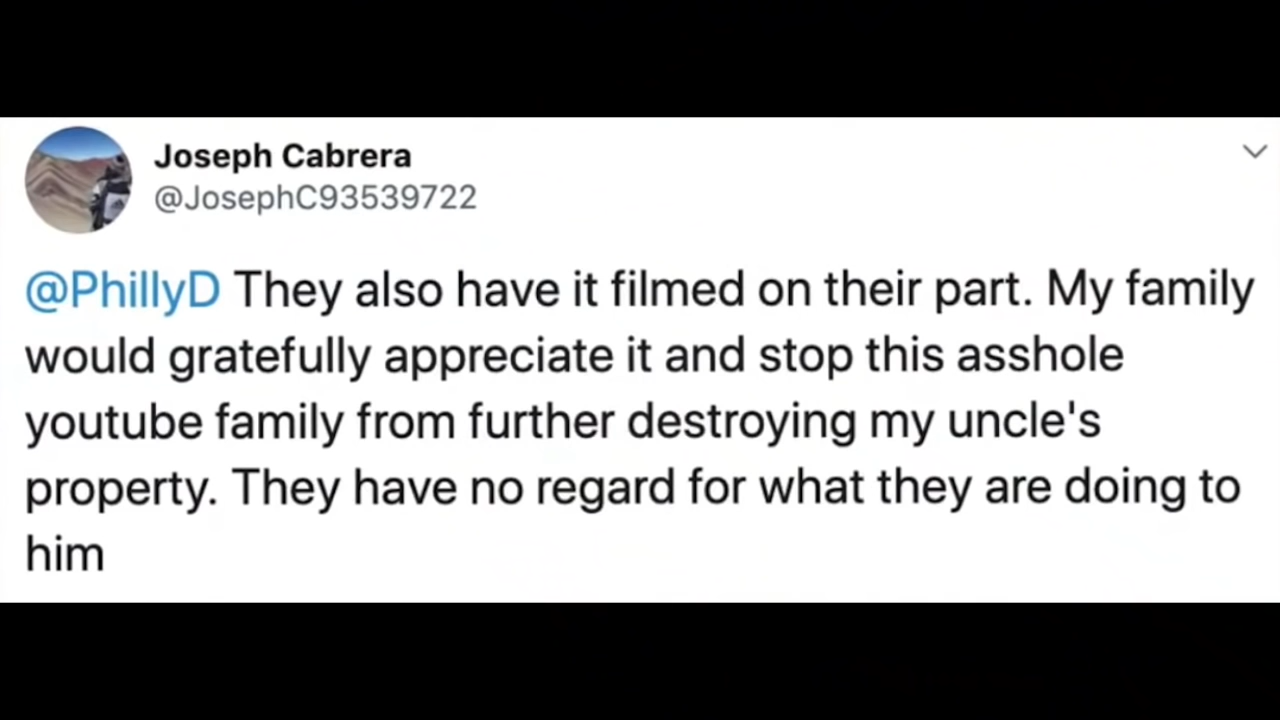 Joseph Cabrera
@JosephC93539722
@PhillyD They also have it filmed on their part. My family
would gratefully appreciate it and stop this asshole
youtube family from further destroying my uncle's
property. They have no regard for what they are doing to
him